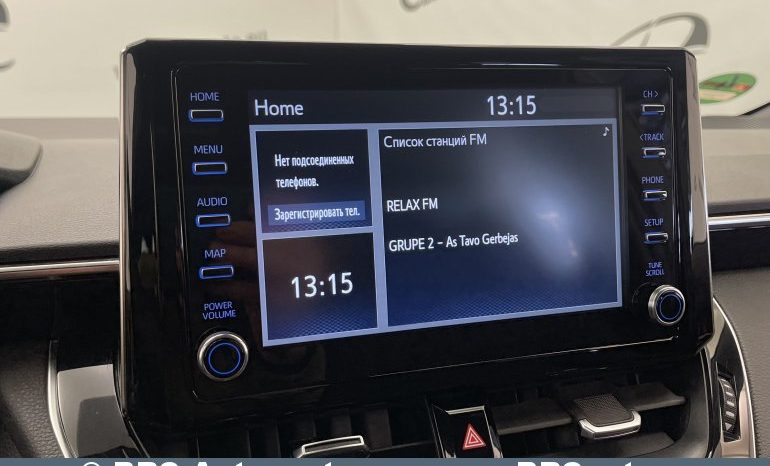 HOME
MENU
AUDIO
MAP
POWER
VOLUME
Home 13:15
Нет подсоединенных
телефонов.
Зарегистрировать тел.
13:15
Список станций FM
RELAX FM
GRUPE 2 - As Tavo Gerbejas
CH >
< TRACK
PHONE
SETUP
TUNE
SCROLL